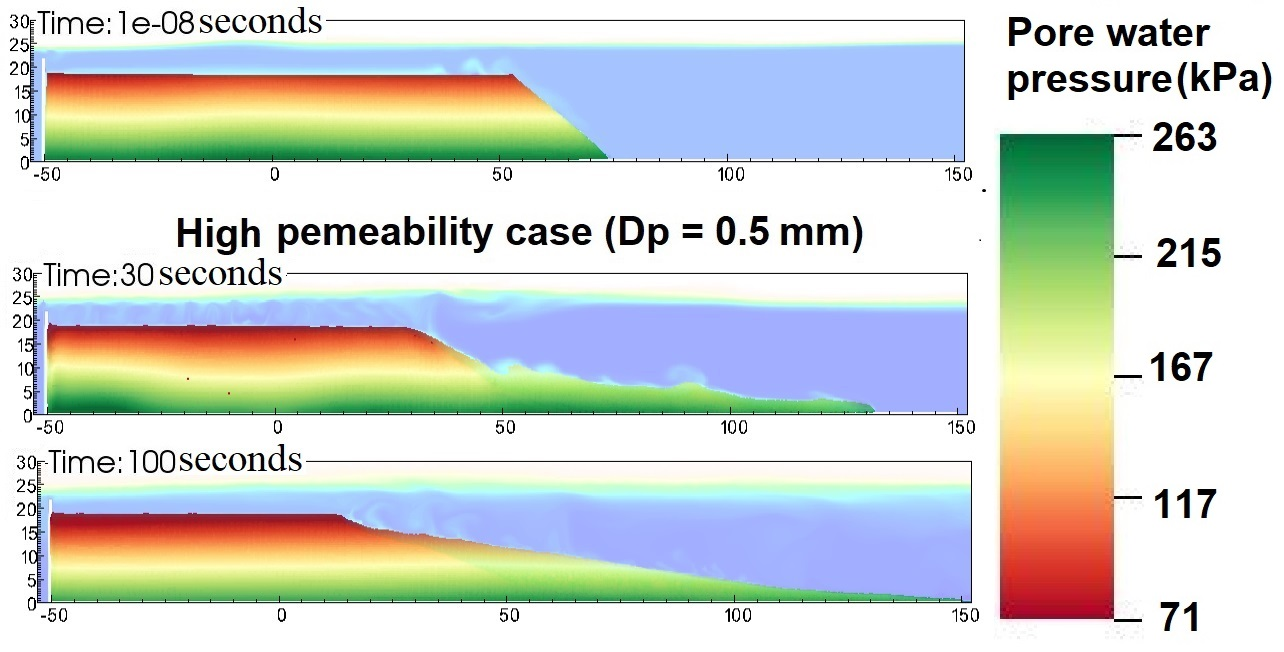 Time:1e-08 seconds
30
25
20
15
10
5
0
-50 0 50 100 150
High pemeability case (Dp = 0.5 mm)
Time:30 seconds
30
25
20
15
10
5
0
-50 0 50 100 150
Time:100 seconds
30
25
20
15
10
5
0
-50 0 50 100 150
Pore water
pressure(kPa)
263
215
167
117
71